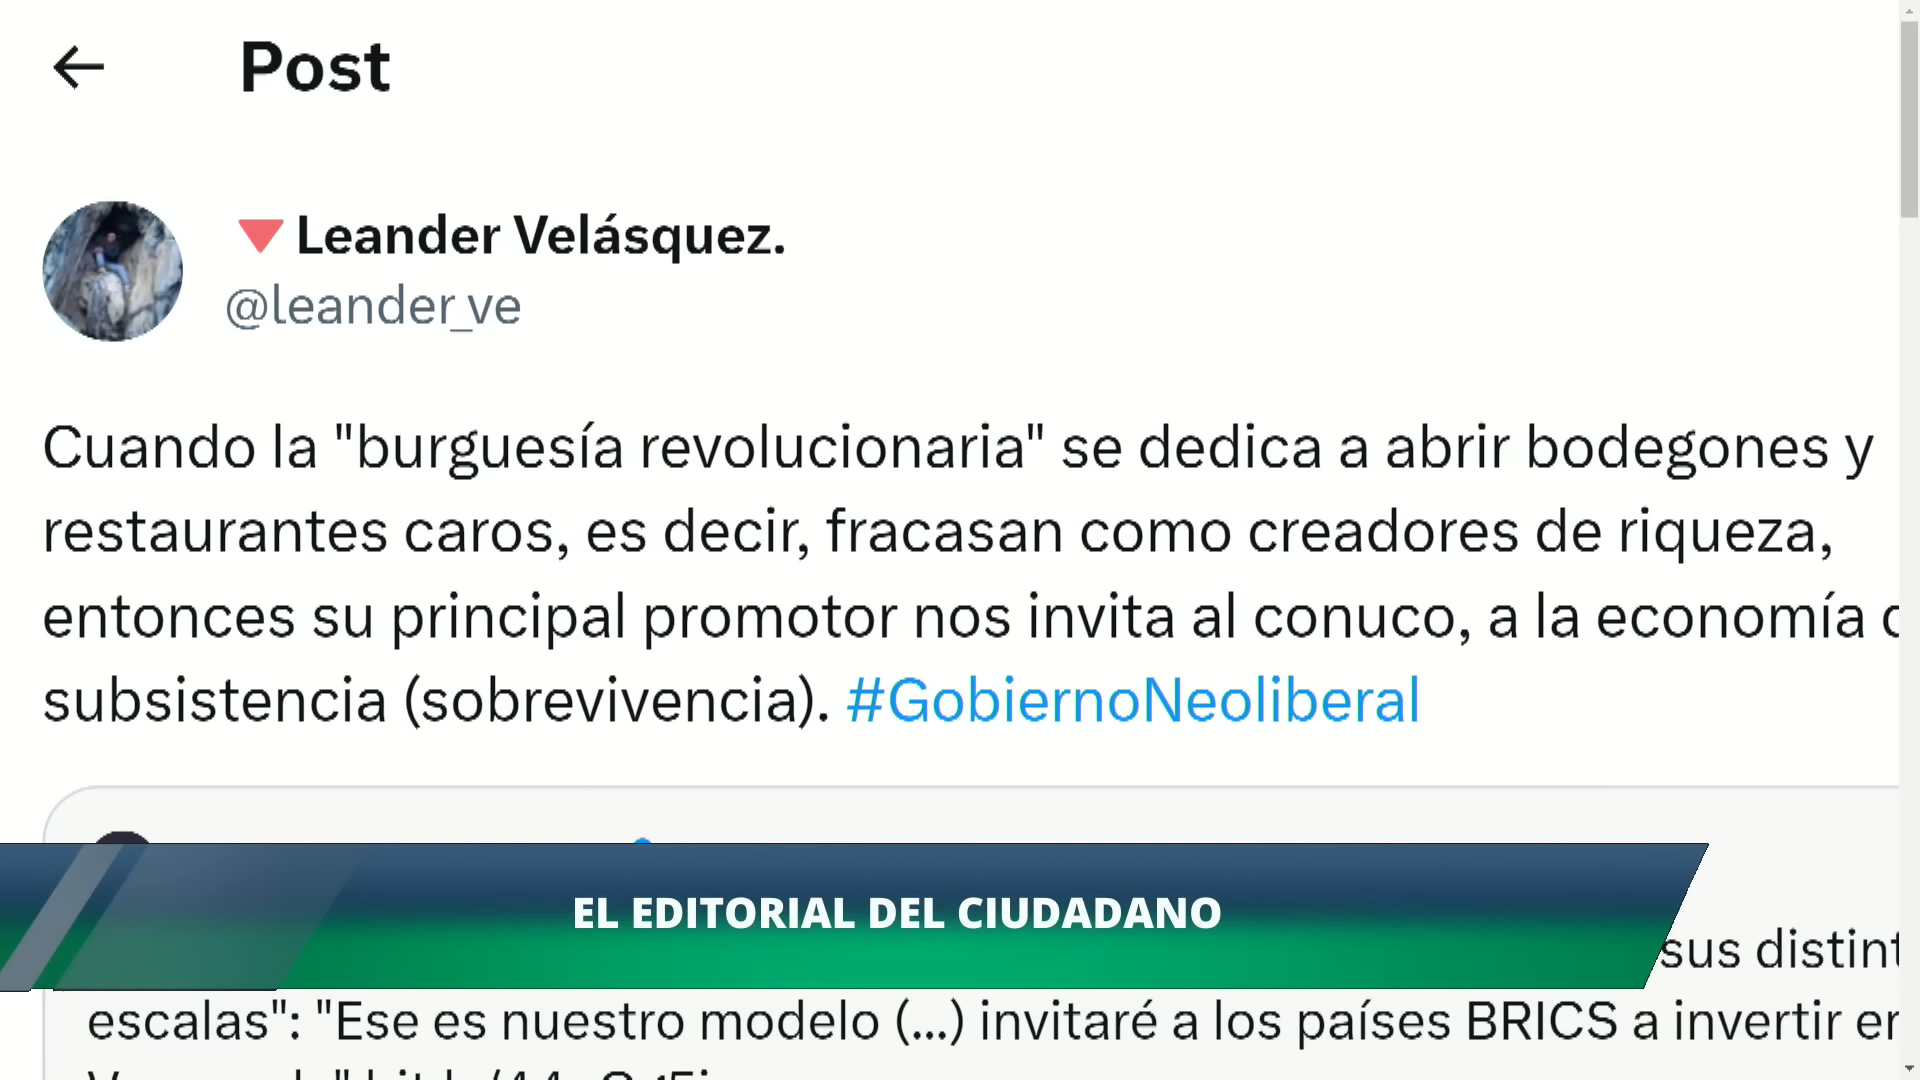 Post
Leander Velásquez.
@leander_ve
Cuando la "burguesía revolucionaria" se dedica a abrir bodegones y
restaurantes caros, es decir, fracasan como creadores de riqueza,
entonces su principal promotor nos invita al conuco, a la economía
subsistencia (sobrevivencia). #GobiernoNeoliberal
EL EDITORIAL DEL CIUDADANO
sus
escalas": "Ese es nuestro modelo (...) invitaré a los países BRICS a invertir